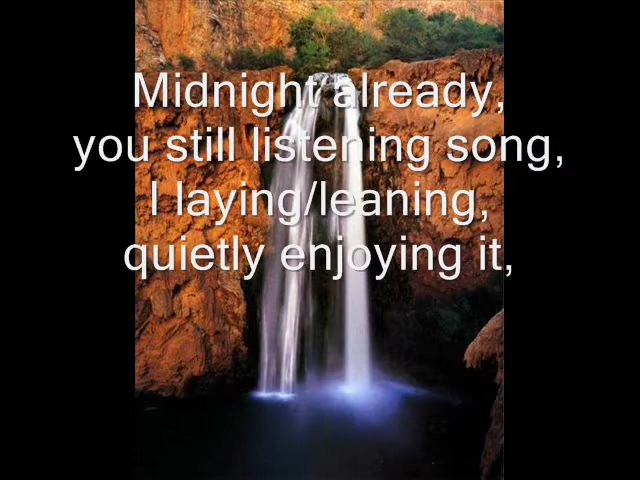 Midnight already,
you still listening song,
I laying/leaning,
quietly enjoying it,